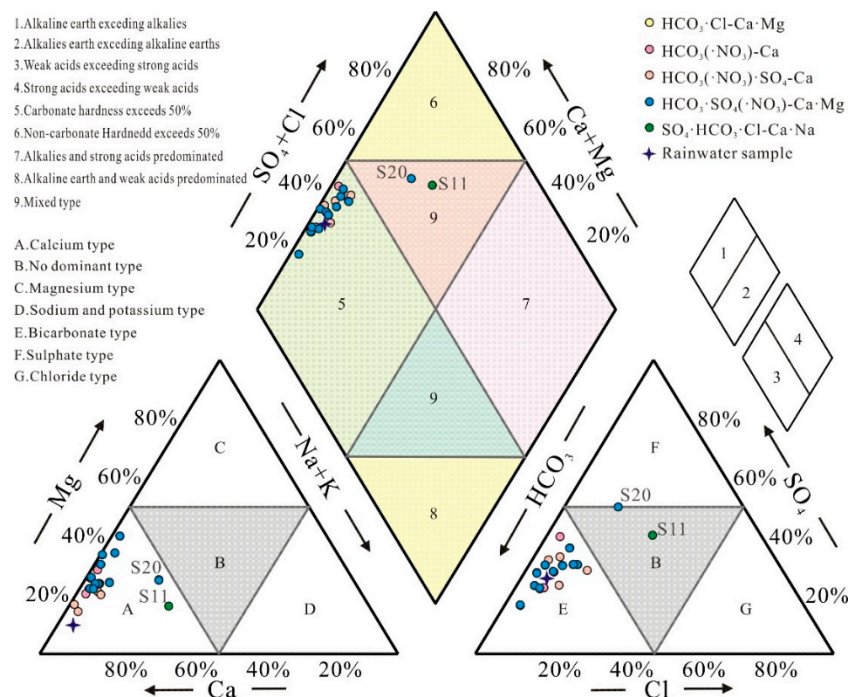 1.Alkaline earth exceding alkalies
2.Alkalies earth exceding alkaline earths
3.Weak acids exceeding strong acids
4.Strong acids exceeding weak acids
5.Carbonate hardness exceeds 50%
6.Non-carbonate Hardnedd exceeds 50%
7.Alkalies and strong acids predominated
8.Alkaline earth and weak acids predominated
9.Mixed type
A.Calcium type
B.No dominant type
C.Magnesium type
D.Sodium and potassium type
E.Bicarbonate type
F.Sulphate type
G.Chloride type
HCO₃·Cl-Ca·Mg
HCO₃(·NO₃)-Ca
HCO₃(·NO₃)·SO₄-Ca
HCO₃·SO₄(·NO₃)-Ca·Mg
SO₄·HCO₃·Cl-Ca·Na
Rainwater sample
80%
60%
40%
20%
SO₄+Cl
80%
60%
40%
20%
Ca+Mg
6
S20
S11
9
5
7
9
8
1
2
4
3
Na+K
HCO₃
Mg
80%
60%
40%
20%
C
B
S20
S11
A
D
80%
60%
40%
20%
Ca
SO₄
80%
60%
40%
20%
F
S20
S11
B
E
G
20%
40%
60%
80%
Cl